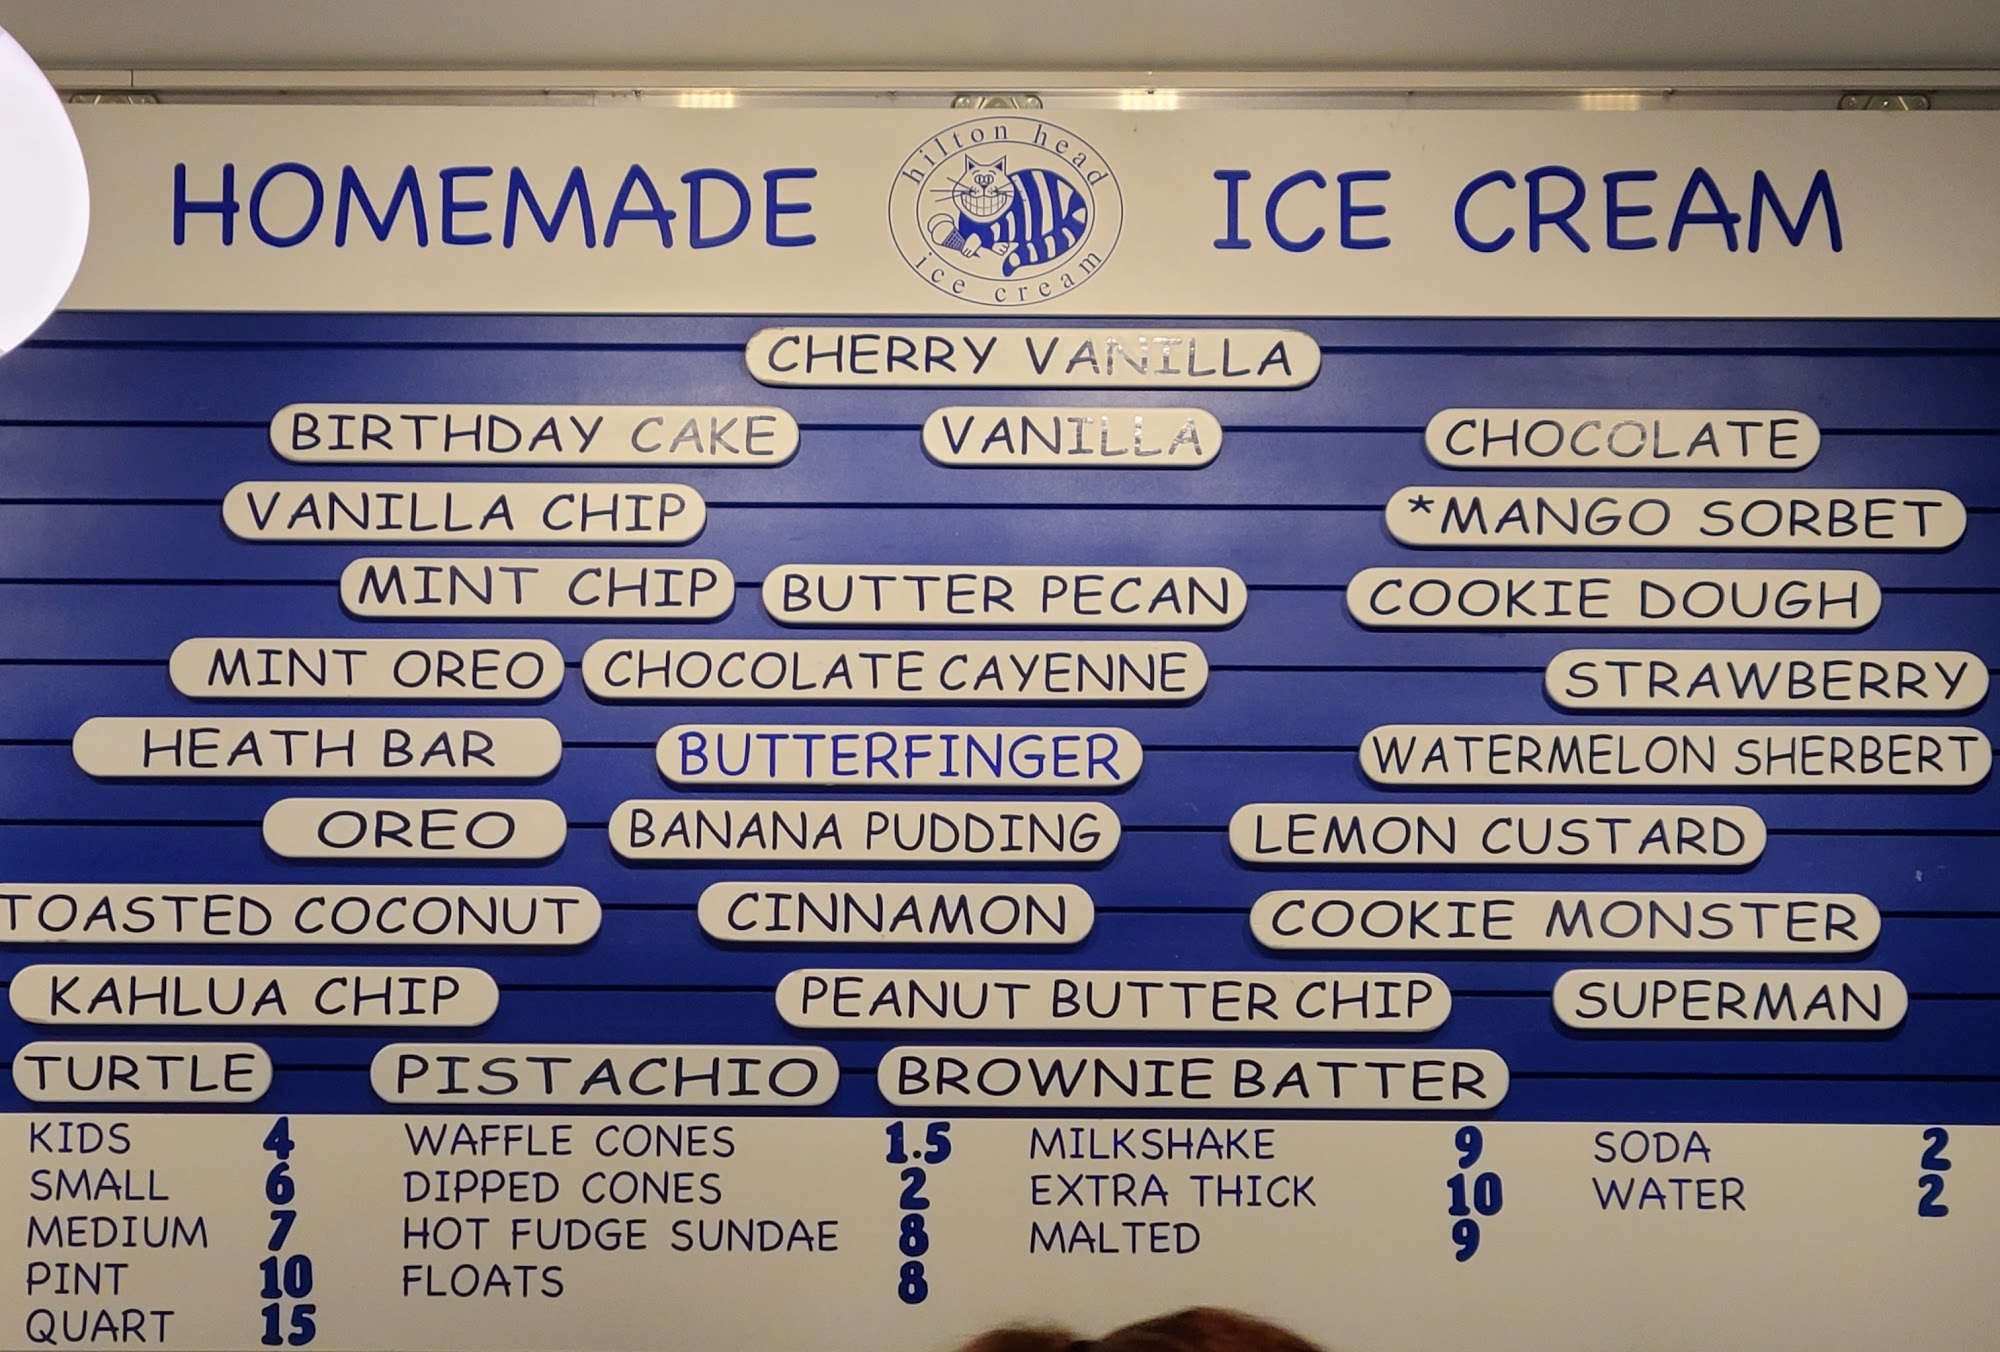 HOMEMADE hilton head ice cream ICE CREAM
CHERRY VANILLA
BIRTHDAY CAKE VANILLA CHOCOLATE
VANILLA CHIP *MANGO SORBET
MINT CHIP BUTTER PECAN COOKIE DOUGH
MINT OREO CHOCOLATE CAYENNE STRAWBERRY
HEATH BAR BUTTERFINGER WATERMELON SHERBERT
OREO BANANA PUDDING LEMON CUSTARD
TOASTED COCONUT CINNAMON COOKIE MONSTER
KAHLUA CHIP PEANUT BUTTER CHIP SUPERMAN
TURTLE PISTACHIO BROWNIE BATTER
KIDS 4 WAFFLE CONES 1.5 MILKSHAKE 9 SODA 2
SMALL 6 DIPPED CONES 2 EXTRA THICK 10 WATER 2
MEDIUM 7 HOT FUDGE SUNDAE 8 MALTED 9
PINT 10 FLOATS 8
QUART 15